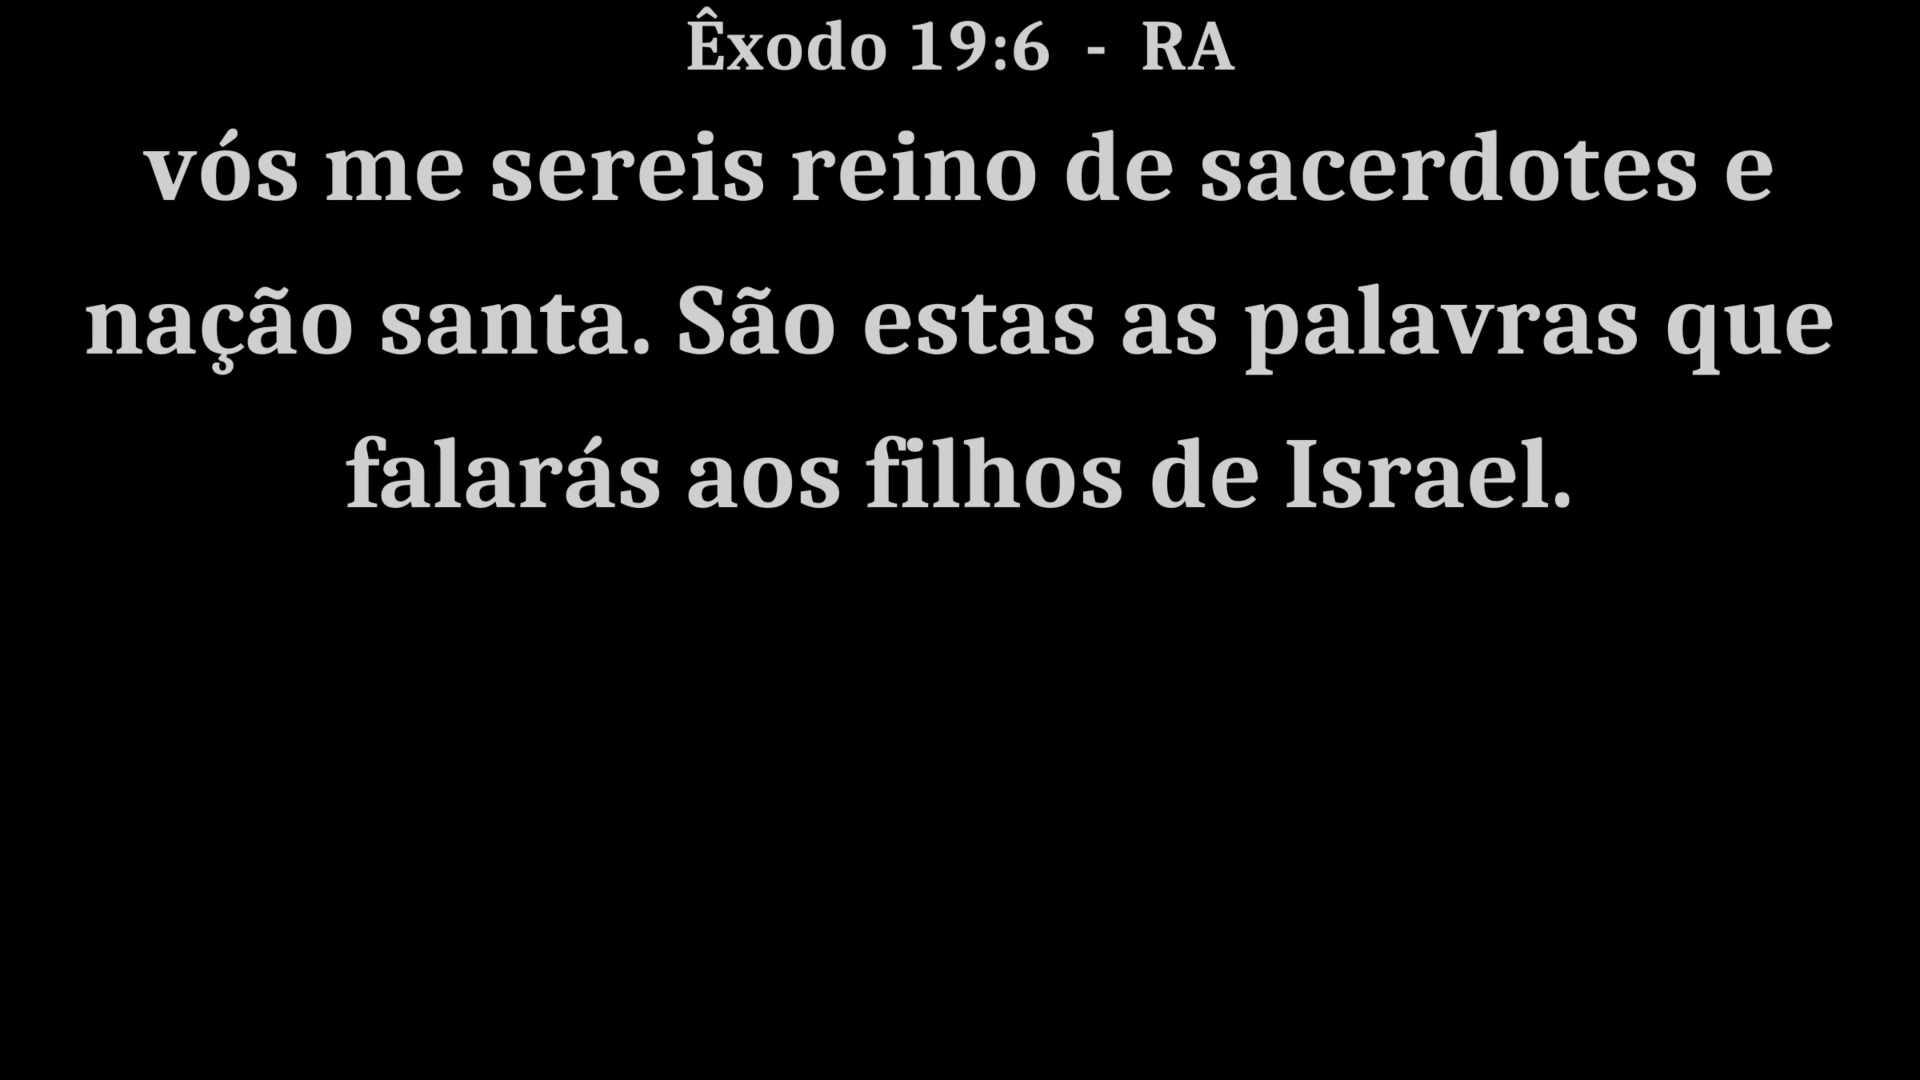 Êxodo 19:6 - RA
vós me sereis reino de sacerdotes e
nação santa. São estas as palavras que
falarás aos filhos de Israel.